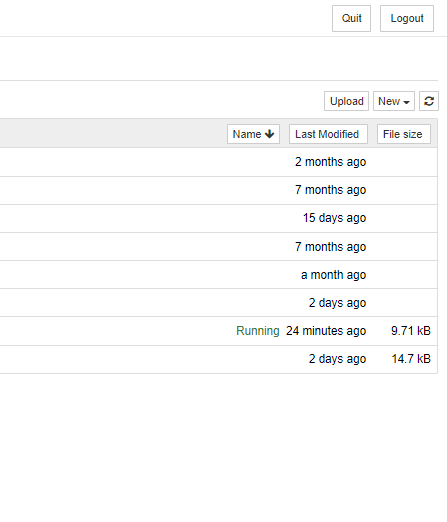 Quit Logout
Upload New
Name Last Modified File size
2 months ago
7 months ago
15 days ago
7 months ago
a month ago
2 days ago
Running 24 minutes ago 9.71 kB
2 days ago 14.7 kB